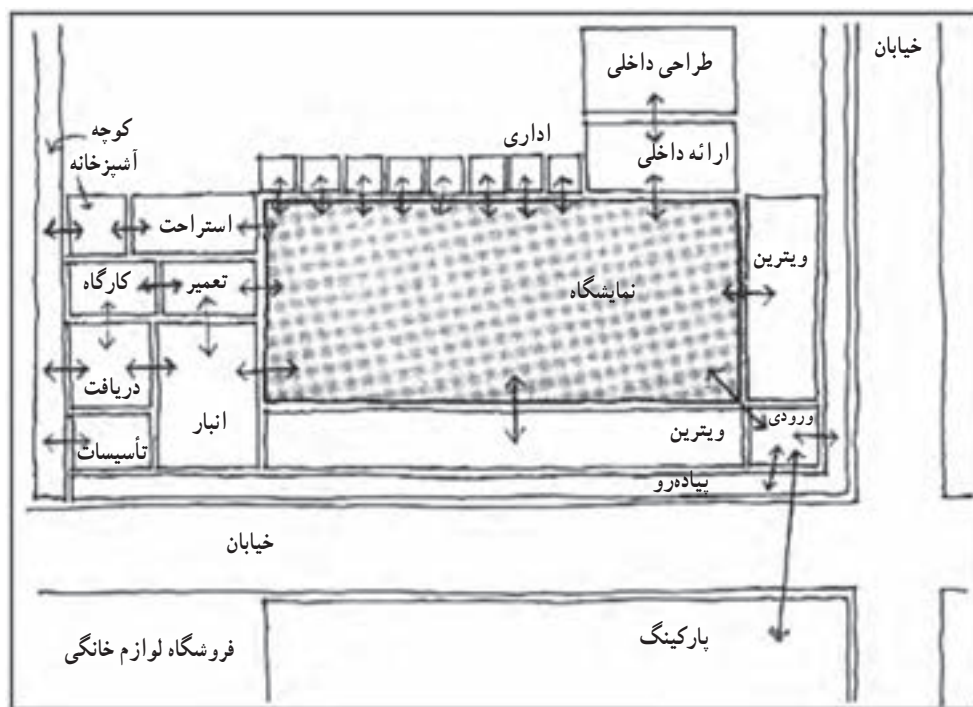 خیابان
طراحی داخلی
کوچه
اداری
ارائه داخلی
آشپزخانه
استراحت
ویترین
کارگاه
تعمیر
نمایشگاه
دریافت
انبار
ویترین
ورودی
تأسیسات
پیاده‌رو
خیابان
فروشگاه لوازم خانگی
پارکینگ